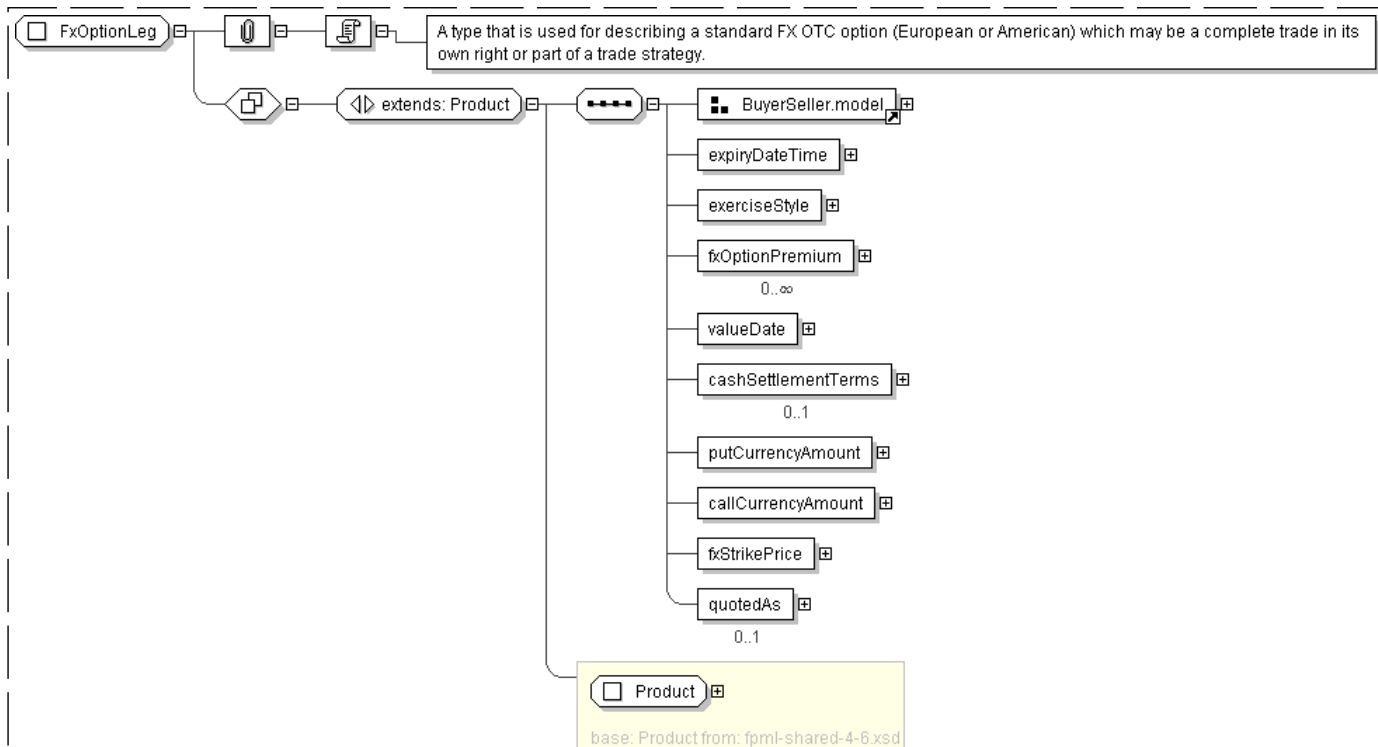 FxOptionLeg
A type that is used for describing a standard FX OTC option (European or American) which may be a complete trade in its
own right or part of a trade strategy.
extends: Product
BuyerSeller.model
expiryDateTime
exerciseStyle
fxOptionPremium
0..∞
valueDate
cashSettlementTerms
0..1
putCurrencyAmount
callCurrencyAmount
fxStrikePrice
quotedAs
0..1
Product
base: Product from: fpml-shared-4-6.xsd